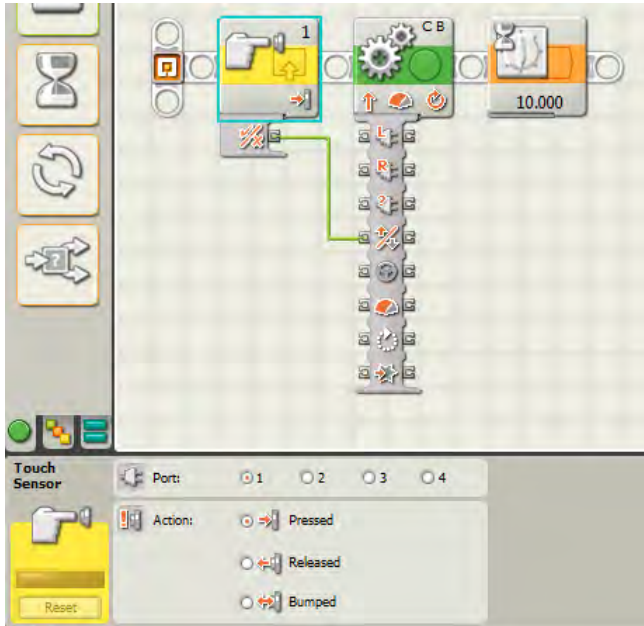 1
C B
10.000
L
R
?
?
Touch
Sensor
Port:
1
2
3
4
Action:
Pressed
Released
Bumped
Reset